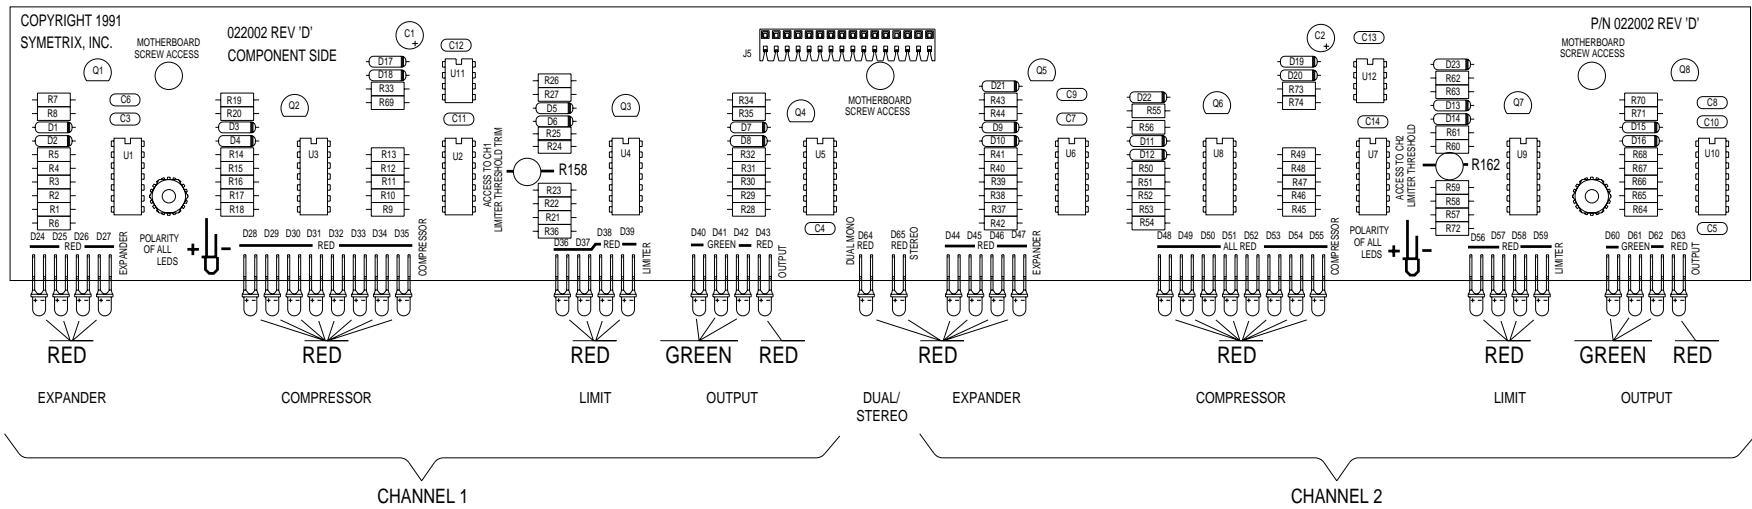 COPYRIGHT 1991
SYMETRIX, INC.
022002 REV 'D'
COMPONENT SIDE
P/N 022002 REV 'D'
MOTHERBOARD
SCREW ACCESS
MOTHERBOARD
SCREW ACCESS
MOTHERBOARD
SCREW ACCESS
J5
Q1
R7
R8
D1
D2
R5
R4
R3
R2
R1
R6
C6
C3
U1
R19
R20
D3
D4
R14
R15
R16
R17
R18
Q2
U3
C1
+
D17
D18
R33
R69
R13
R12
R11
R10
R9
C12
U11
C11
U2
ACCESS TO CH1
LIMITER THRESHOLD TRIM
R158
R26
R27
D5
D6
R25
R24
R23
R22
R21
R36
Q3
U4
R34
R35
D7
D8
R32
R31
R30
R29
R28
Q4
U5
C4
D21
R43
R44
D9
D10
R41
R40
R39
R38
R37
R42
Q5
C9
C7
U6
D22
R55
R56
D11
D12
R50
R51
R52
R53
R54
Q6
U8
C2
+
D19
D20
R73
R74
R49
R48
R47
R46
R45
C13
U12
C14
U7
ACCESS TO CH2
LIMITER THRESHOLD
R162
D23
R62
R63
D13
D14
R61
R60
R59
R58
R57
R72
Q7
U9
R70
R71
D15
D16
R68
R67
R66
R65
R64
Q8
C8
C10
U10
C5
D24 D25 D26 D27
RED
EXPANDER
POLARITY
OF ALL
LEDS
+ -
D28 D29 D30 D31 D32 D33 D34 D35
RED
COMPRESSOR
D36 D37 D38 D39
RED
LIMITER
D40 D41 D42 D43
GREEN RED
OUTPUT
DUAL MONO
D64
RED
D65
RED
STEREO
D44 D45 D46 D47
RED
EXPANDER
D48 D49 D50 D51 D52 D53 D54 D55
ALL RED
COMPRESSOR
POLARITY
OF ALL
LEDS
+ -
D56 D57 D58 D59
RED
LIMITER
D60 D61 D62 D63
GREEN RED
OUTPUT
RED RED RED GREEN RED RED RED RED GREEN RED
EXPANDER COMPRESSOR LIMIT OUTPUT DUAL/ EXPANDER COMPRESSOR LIMIT OUTPUT
STEREO
CHANNEL 1 CHANNEL 2